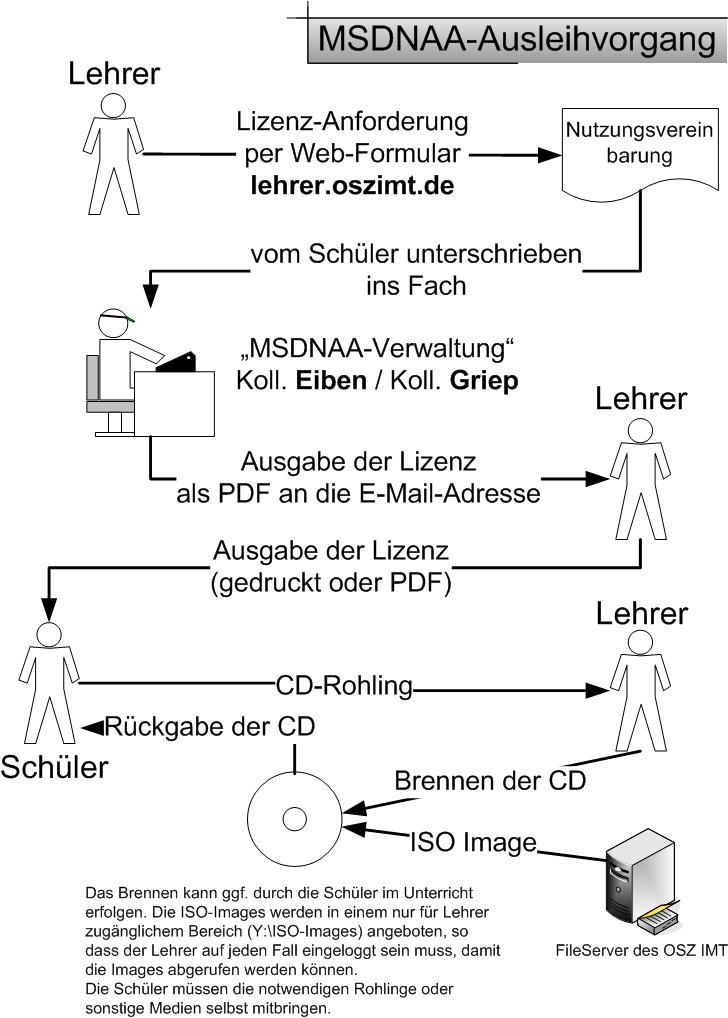 MSDNAA-Ausleihvorgang
Lehrer
Lizenz-Anforderung
per Web-Formular
lehrer.oszimt.de
Nutzungsverein
barung
vom Schüler unterschrieben
ins Fach
„MSDNAA-Verwaltung“
Koll. Eiben / Koll. Griep
Lehrer
Ausgabe der Lizenz
als PDF an die E-Mail-Adresse
Ausgabe der Lizenz
(gedruckt oder PDF)
Lehrer
CD-Rohling
Rückgabe der CD
Schüler
Brennen der CD
ISO Image
Das Brennen kann ggf. durch die Schüler im Unterricht
erfolgen. Die ISO-Images werden in einem nur für Lehrer
zugänglichem Bereich (Y:\ISO-Images) angeboten, so
dass der Lehrer auf jeden Fall eingeloggt sein muss, damit
die Images abgerufen werden können.
Die Schüler müssen die notwendigen Rohlinge oder
sonstige Medien selbst mitbringen.
FileServer des OSZ IMT